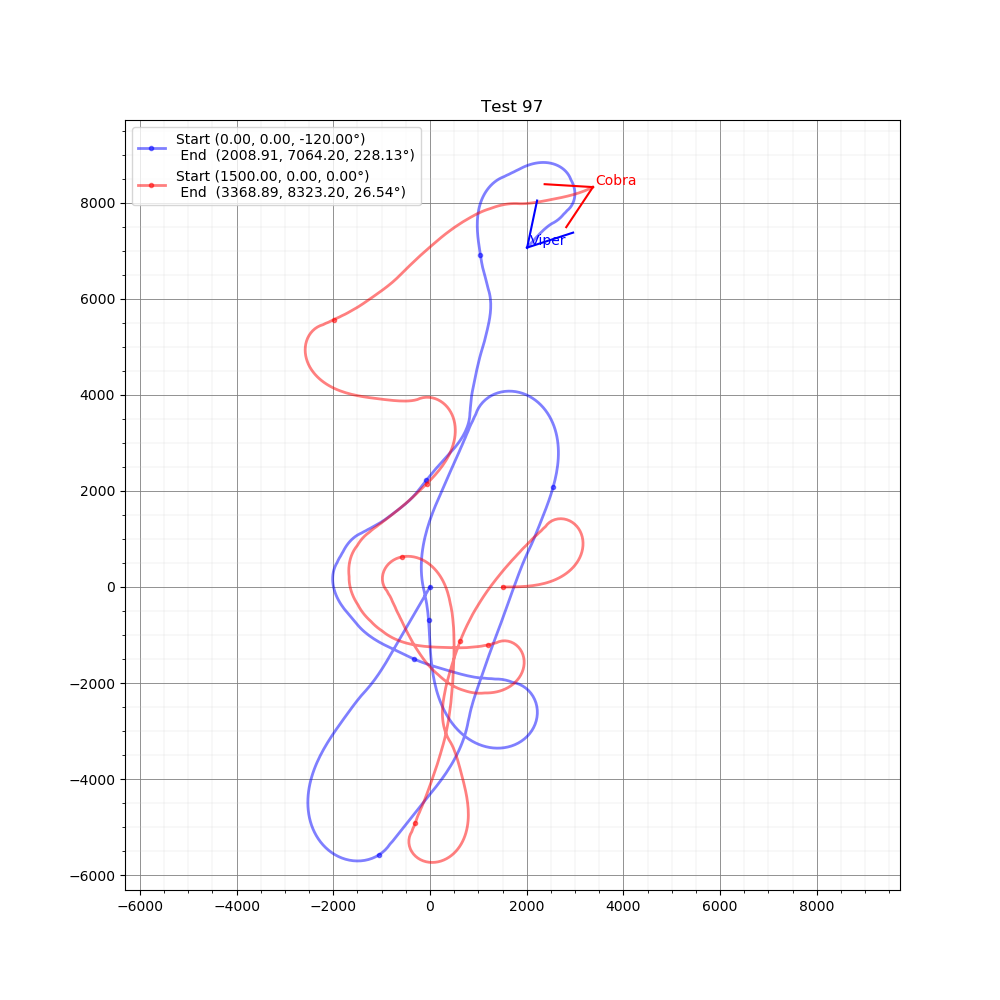 Test 97
Start (0.00, 0.00, -120.00°)
End (2008.91, 7064.20, 228.13°)
Start (1500.00, 0.00, 0.00°)
End (3368.89, 8323.20, 26.54°)
Cobra
Viper
8000
6000
4000
2000
0
−2000
−4000
−6000
−6000 −4000 −2000 0 2000 4000 6000 8000